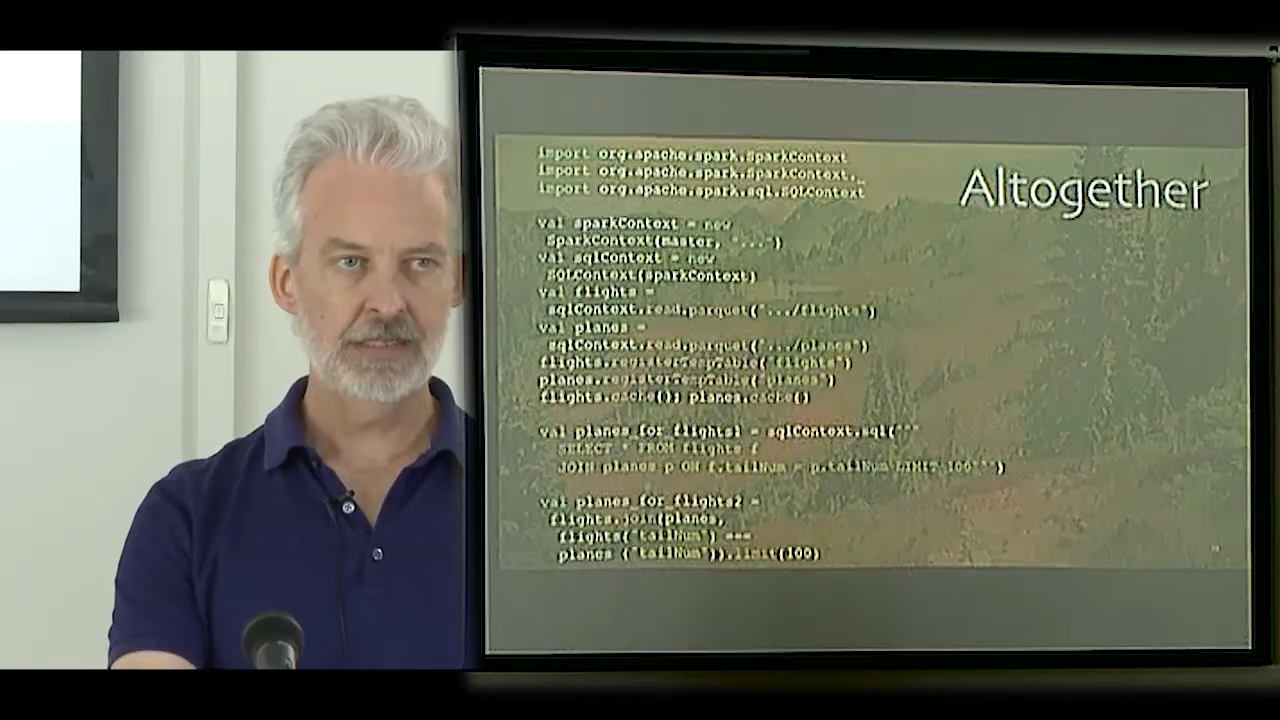 Altogether
import org.apache.spark.SparkContext
import org.apache.spark.SparkContext._
import org.apache.spark.sql.SQLContext
val sparkContext = new
SparkContext(master, "...")
val sqlContext = new
SQLContext(sparkContext)
val flights =
sqlContext.read.parquet(".../flights")
val planes =
sqlContext.read.parquet(".../planes")
flights.registerTempTable("flights")
planes.registerTempTable("planes")
flights.cache(); planes.cache()
val planes_for_flights1 = sqlContext.sql("""
SELECT * FROM flights f
JOIN planes p ON f.tailNum = p.tailNum LIMIT 100""")
val planes_for_flights2 =
flights.join(planes,
flights("tailNum") ===
planes ("tailNum")).limit(100)